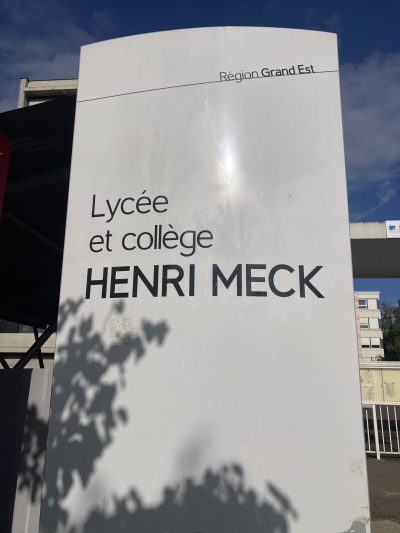 Région Grand Est
Lycée
et collège
HENRI MECK